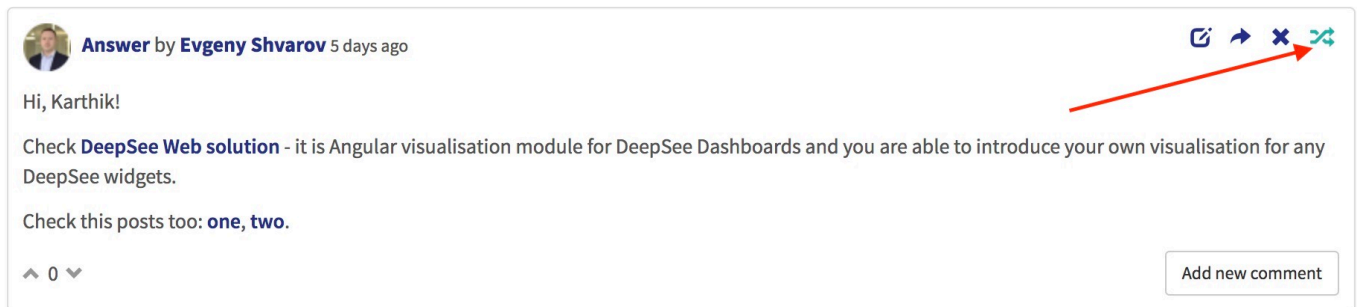 Answer by Evgeny Shvarov 5 days ago
Hi, Karthik!
Check DeepSee Web solution - it is Angular visualisation module for DeepSee Dashboards and you are able to introduce your own visualisation for any
DeepSee widgets.
Check this posts too: one, two.
0
Add new comment